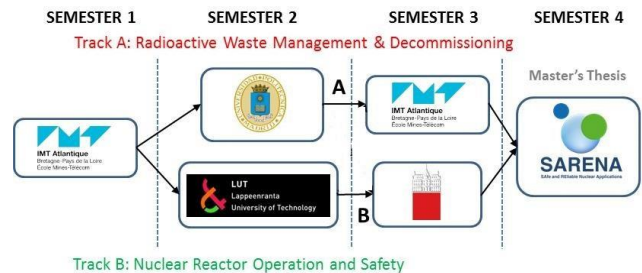 SEMESTER 1
SEMESTER 2
SEMESTER 3
SEMESTER 4
Track A: Radioactive Waste Management & Decommissioning
IMT Atlantique
Bretagne-Pays de la Loire
École Mines-Télécom
A
IMT Atlantique
Bretagne-Pays de la Loire
École Mines-Télécom
LUT
Lappeenranta
University of Technology
B
Master's Thesis
SARENA
SAfe and REliable Nuclear Applications
Track B: Nuclear Reactor Operation and Safety